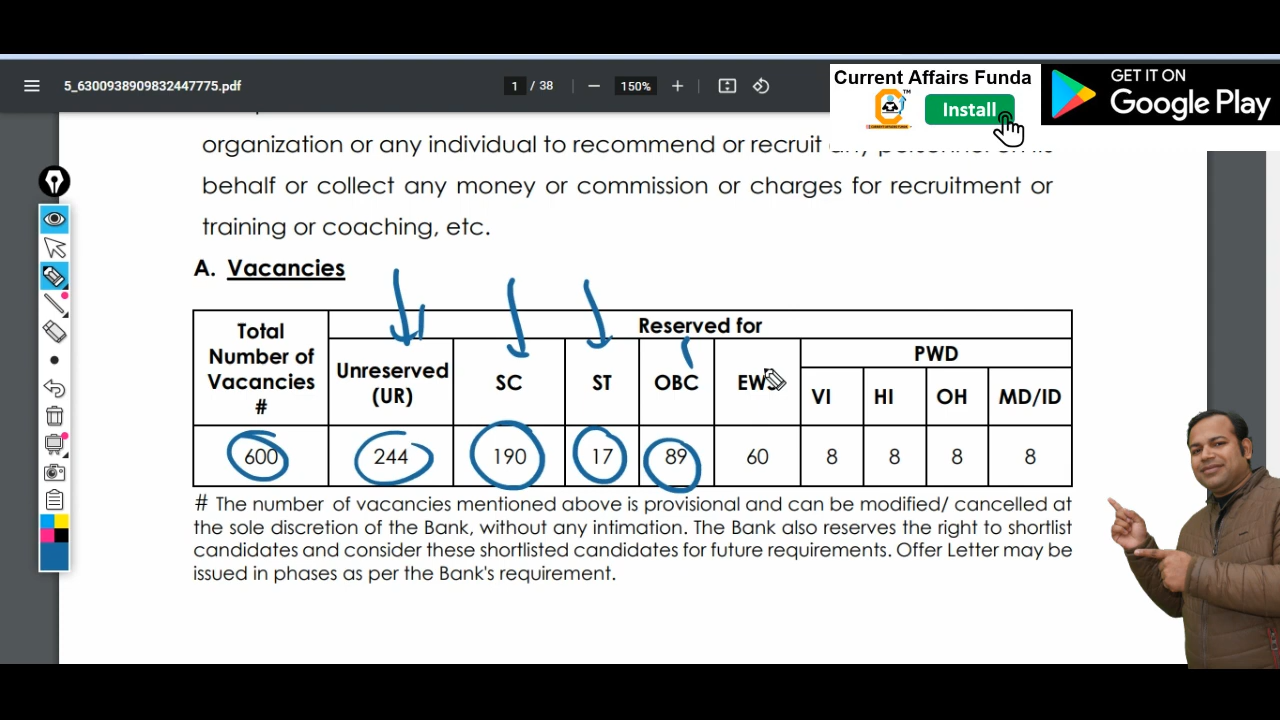 5_6300938909832447775.pdf
1 / 38
150%
Current Affairs Funda
Install
GET IT ON
Google Play
organization or any individual to recommend or recruit any personnel on its
behalf or collect any money or commission or charges for recruitment or
training or coaching, etc.
A. Vacancies
Total Number of Vacancies #
Reserved for
Unreserved (UR)
SC
ST
OBC
EWS
PWD
VI
HI
OH
MD/ID
600
244
190
17
89
60
8
8
8
8
# The number of vacancies mentioned above is provisional and can be modified/ cancelled at
the sole discretion of the Bank, without any intimation. The Bank also reserves the right to shortlist
candidates and consider these shortlisted candidates for future requirements. Offer Letter may be
issued in phases as per the Bank's requirement.